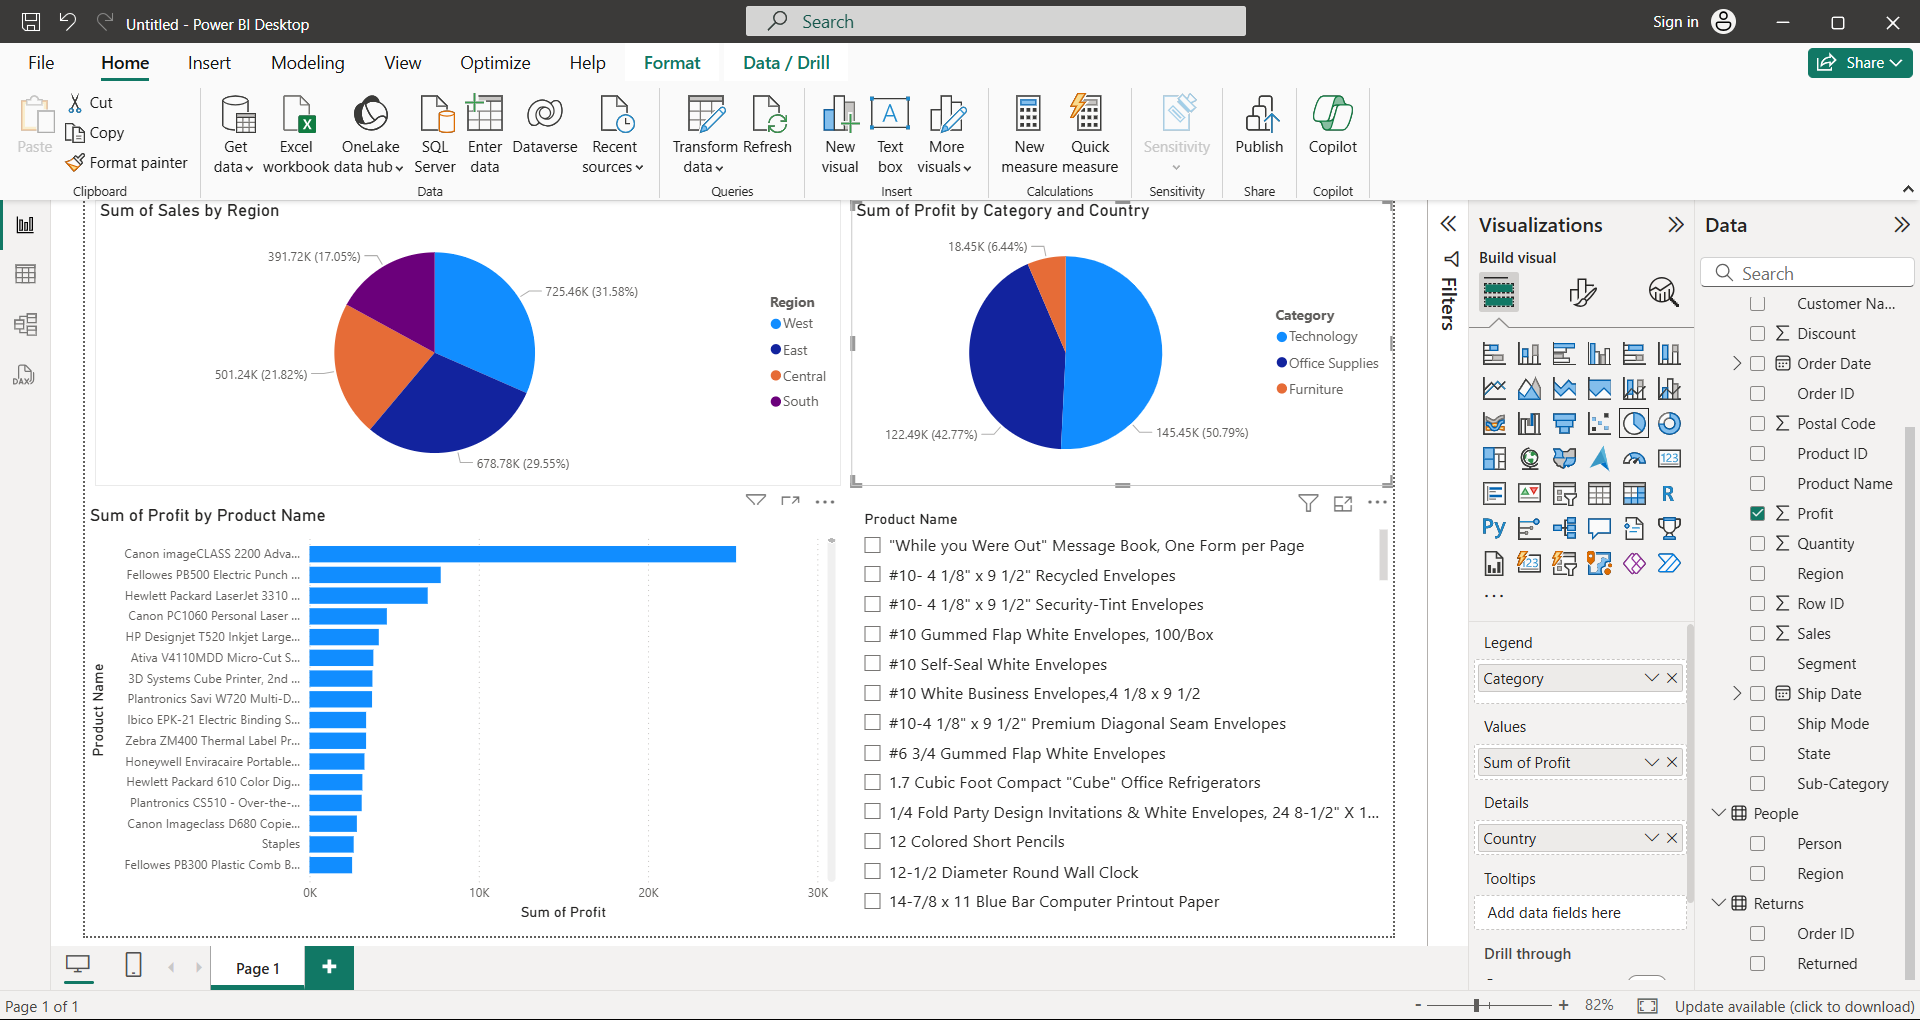 Untitled - Power BI Desktop
Search
Sign in
File Home Insert Modeling View Optimize Help Format Data / Drill
Share
Paste
Cut
Copy
Format painter
Clipboard
Get data
Excel workbook
OneLake data hub
SQL Server
Enter data
Dataverse
Recent sources
Data
Transform data
Refresh
Queries
New visual
Text box
More visuals
Insert
New measure
Quick measure
Calculations
Sensitivity
Sensitivity
Publish
Share
Copilot
Copilot
Sum of Sales by Region
391.72K (17.05%)
725.46K (31.58%)
501.24K (21.82%)
678.78K (29.55%)
Region
West
East
Central
South
Sum of Profit by Category and Country
18.45K (6.44%)
122.49K (42.77%)
145.45K (50.79%)
Category
Technology
Office Supplies
Furniture
Sum of Profit by Product Name
Product Name
Canon imageCLASS 2200 Adva...
Fellowes PB500 Electric Punch ...
Hewlett Packard LaserJet 3310 ...
Canon PC1060 Personal Laser ...
HP Designjet T520 Inkjet Large...
Ativa V4110MDD Micro-Cut S...
3D Systems Cube Printer, 2nd ...
Plantronics Savi W720 Multi-D...
Ibico EPK-21 Electric Binding S...
Zebra ZM400 Thermal Label Pr...
Honeywell Enviracaire Portable...
Hewlett Packard 610 Color Dig...
Plantronics CS510 - Over-the-...
Canon Imageclass D680 Copie...
Staples
Fellowes PB300 Plastic Comb B...
0K 10K 20K 30K
Sum of Profit
Product Name
"While you Were Out" Message Book, One Form per Page
#10- 4 1/8" x 9 1/2" Recycled Envelopes
#10- 4 1/8" x 9 1/2" Security-Tint Envelopes
#10 Gummed Flap White Envelopes, 100/Box
#10 Self-Seal White Envelopes
#10 White Business Envelopes,4 1/8 x 9 1/2
#10-4 1/8" x 9 1/2" Premium Diagonal Seam Envelopes
#6 3/4 Gummed Flap White Envelopes
1.7 Cubic Foot Compact "Cube" Office Refrigerators
1/4 Fold Party Design Invitations & White Envelopes, 24 8-1/2" X 1...
12 Colored Short Pencils
12-1/2 Diameter Round Wall Clock
14-7/8 x 11 Blue Bar Computer Printout Paper
Filters
Visualizations
Build visual
123
R
Py
123
...
Legend
Category
Values
Sum of Profit
Details
Country
Tooltips
Add data fields here
Drill through
Data
Search
Customer Na...
Discount
Order Date
Order ID
Postal Code
Product ID
Product Name
Profit
Quantity
Region
Row ID
Sales
Segment
Ship Date
Ship Mode
State
Sub-Category
People
Person
Region
Returns
Order ID
Returned
DAX
Page 1
+
Page 1 of 1
- + 82%
Update available (click to download)